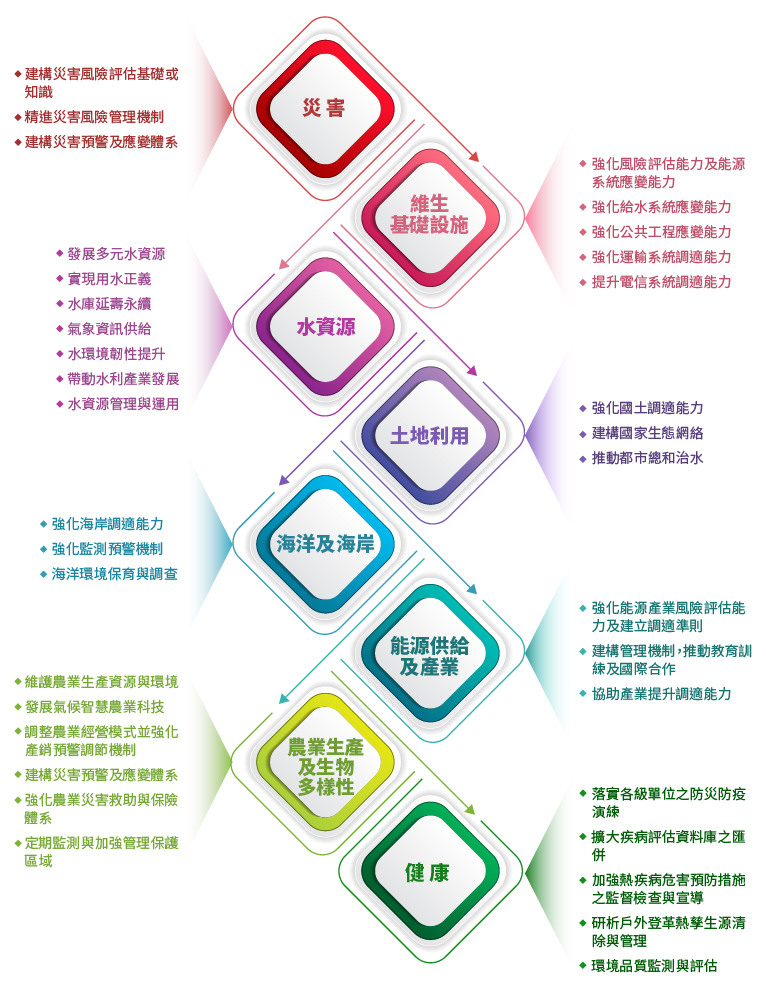 災害
◆建構災害風險評估基礎或
知識
◆精進災害風險管理機制
◆建構災害預警及應變體系
維生
基礎設施
◆強化風險評估能力及能源
系統應變能力
◆強化給水系統應變能力
◆強化公共工程應變能力
◆強化運輸系統調適能力
◆提升電信系統調適能力
水資源
◆發展多元水資源
◆實現用水正義
◆水庫延壽永續
◆氣象資訊供給
◆水環境韌性提升
◆帶動水利產業發展
◆水資源管理與運用
土地利用
◆強化國土調適能力
◆建構國家生態網絡
◆推動都市總和治水
海洋及海岸
◆強化海岸調適能力
◆強化監測預警機制
◆海洋環境保育與調查
能源供給
及產業
◆強化能源產業風險評估能
力及建立調適準則
◆建構管理機制,推動教育訓
練及國際合作
◆協助產業提升調適能力
農業生產
及生物
多樣性
◆維護農業生產資源與環境
◆發展氣候智慧農業科技
◆調整農業經營模式並強化
產銷預警調節機制
◆建構災害預警及應變體系
◆強化農業災害救助與保險
體系
◆定期監測與加強管理保護
區域
健康
◆落實各級單位之防災防疫
演練
◆擴大疾病評估資料庫之匯
併
◆加強熱疾病危害預防措施
之監督檢查與宣導
◆研析戶外登革熱孳生源清
除與管理
◆環境品質監測與評估